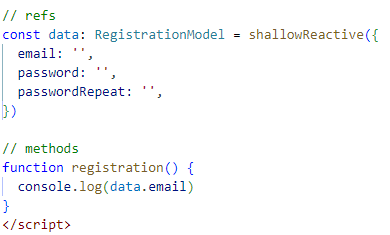 // refs
const data: RegistrationModel = shallowReactive({
  email: '',
  password: '',
  passwordRepeat: '',
})
// methods
function registration() {
  console.log(data.email)
}
</script>